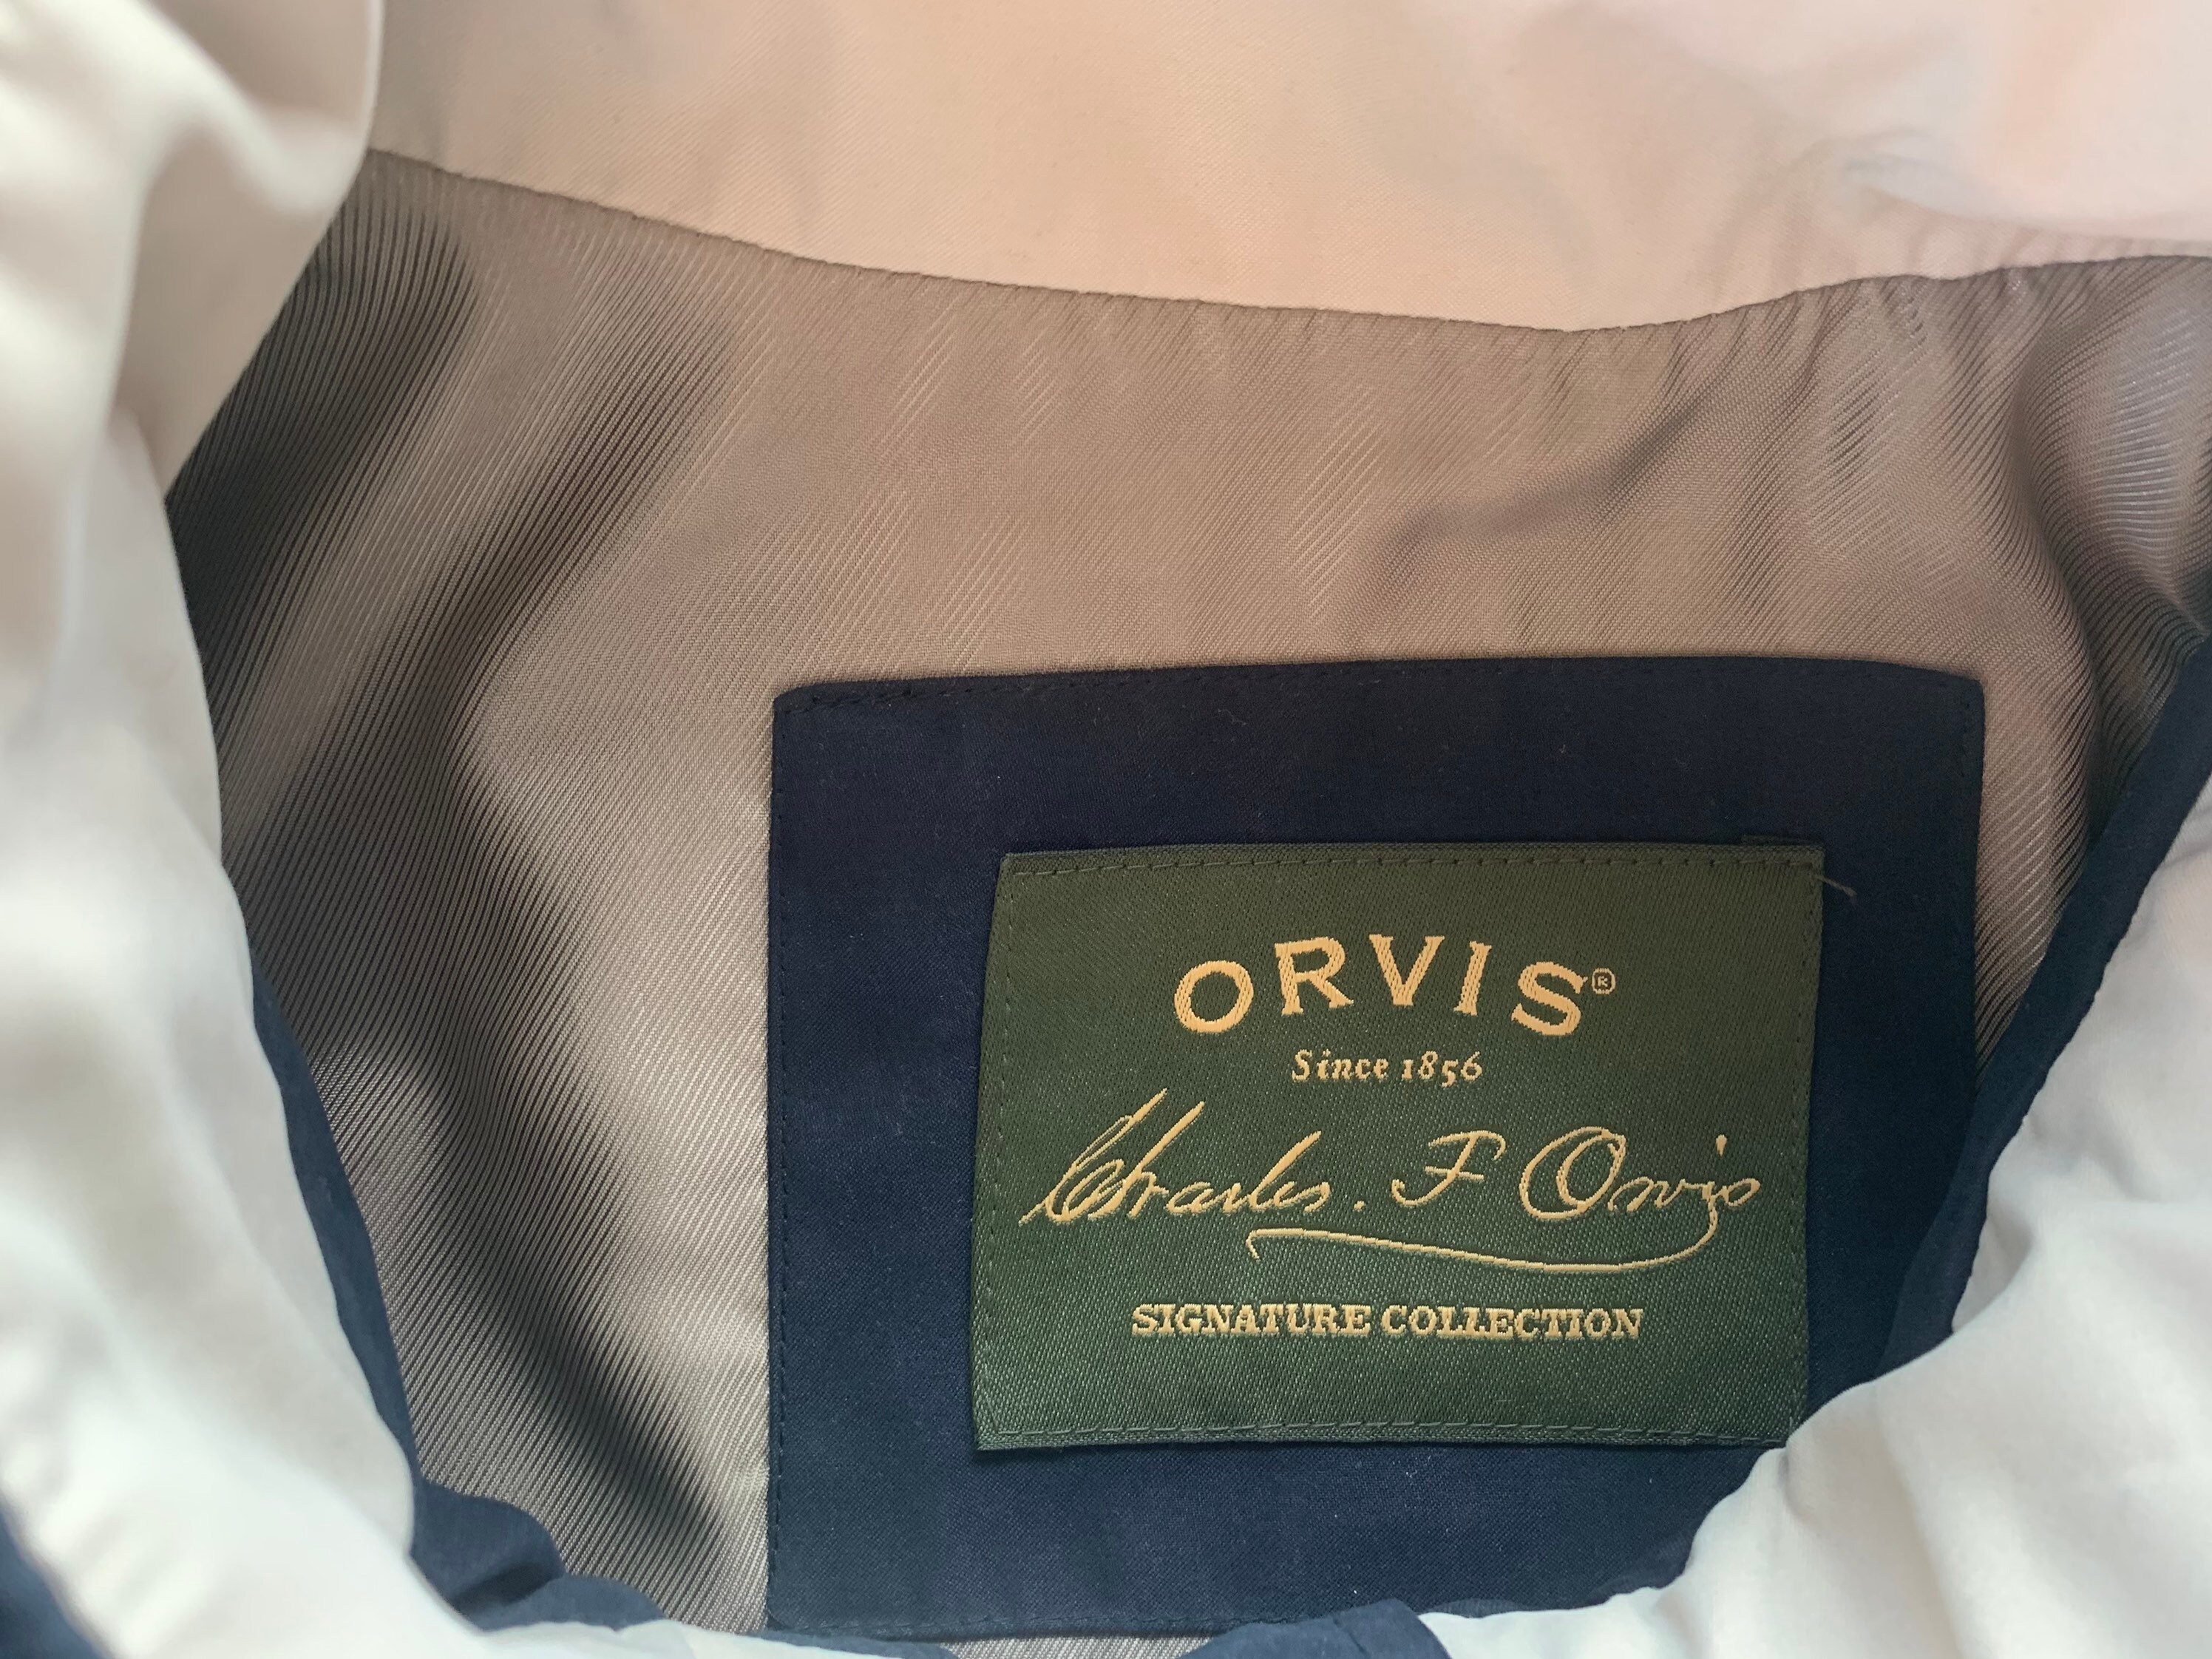 ORVIS®
Since 1856
Charles. F Orvis
SIGNATURE COLLECTION